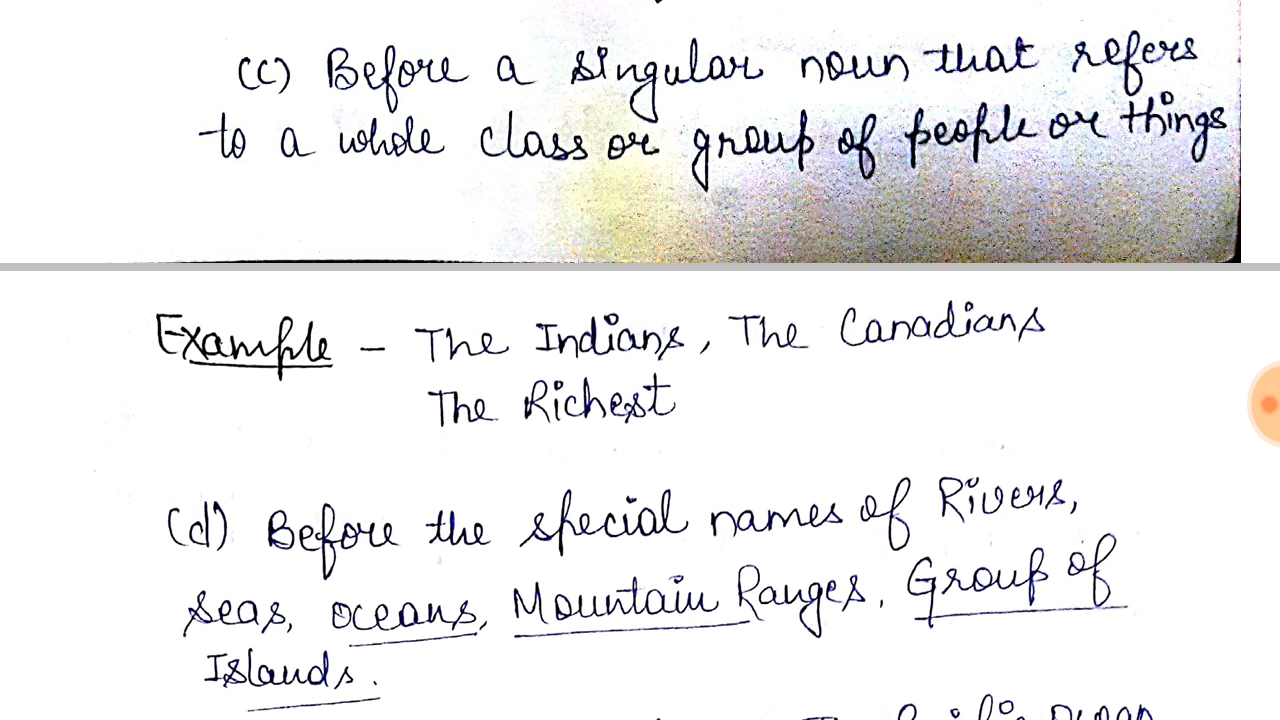 (c) Before a singular noun that refers
to a whole class or group of people or things
Example - The Indians, The Canadians
The Richest
(d) Before the special names of Rivers,
seas, oceans, Mountain Ranges, Group of
Islands.